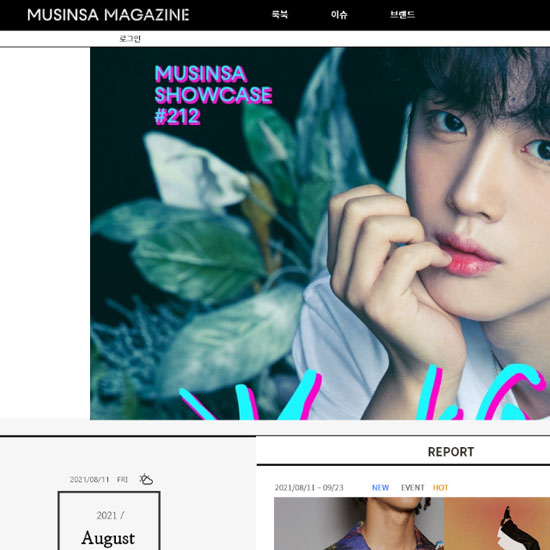 MUSINSA MAGAZINE
룩북 이슈 브랜드
로그인
MUSINSA
SHOWCASE
#212
REPORT
2021/08/11 FRI
2021/08/11 ~ 09/23 NEW EVENT HOT
2021 /
August